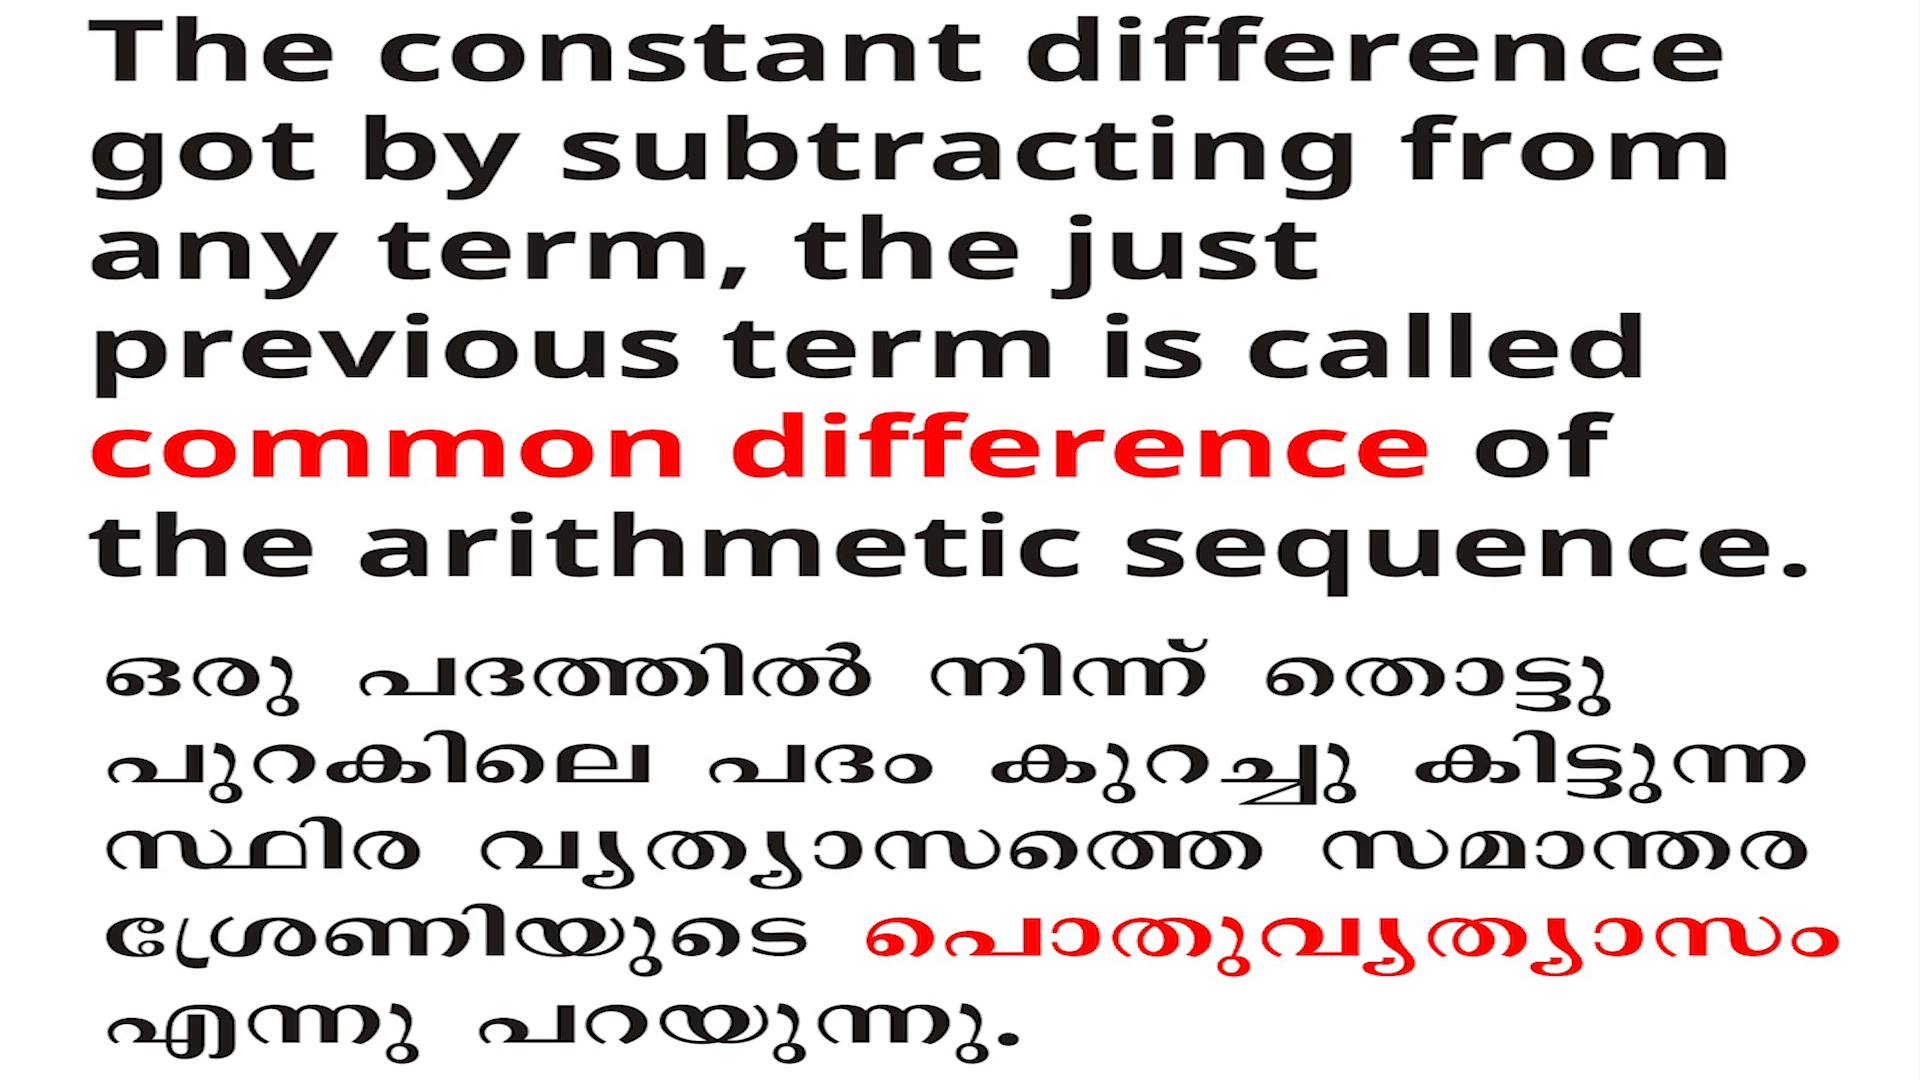 The constant difference
got by subtracting from
any term, the just
previous term is called
common difference of
the arithmetic sequence.
ഒരു പദത്തിൽ നിന്ന് തൊട്ടു
പുറകിലെ പദം കുറച്ചു കിട്ടുന്ന
സ്ഥിര വ്യത്യാസത്തെ സമാന്തര
ശ്രേണിയുടെ പൊതുവ്യത്യാസം
എന്നു പറയുന്നു.